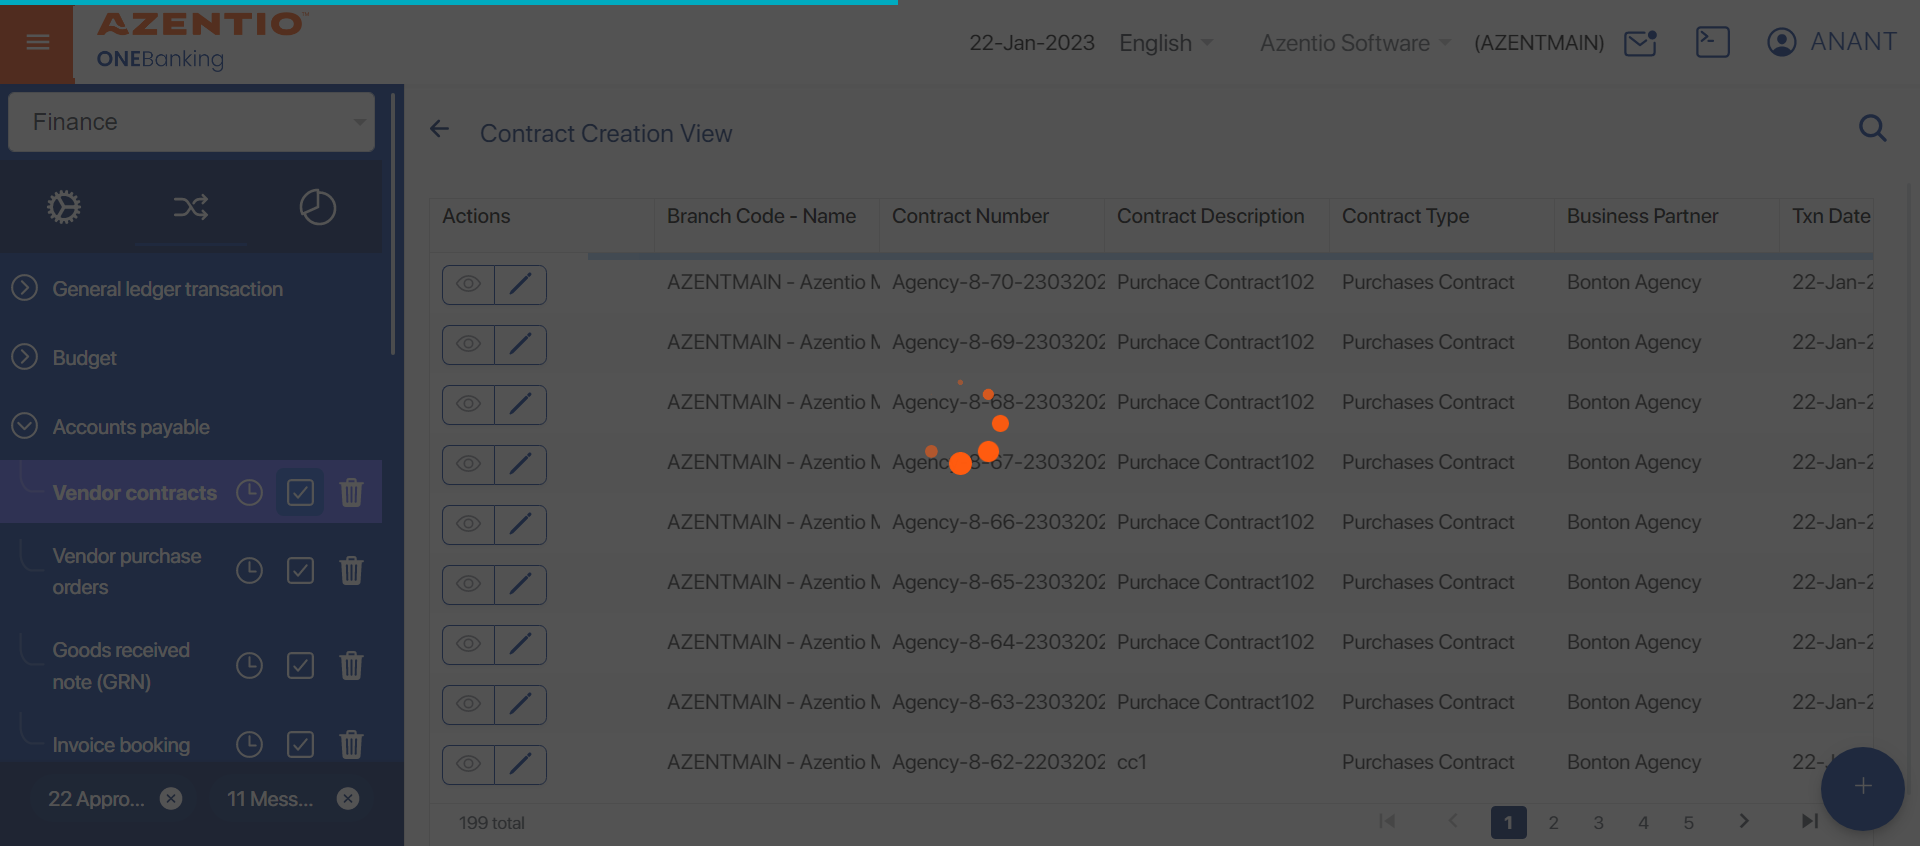 AZENTIO™
ONEBanking
22-Jan-2023 English Azentio Software (AZENTMAIN) ANANT
Finance
General ledger transaction
Budget
Accounts payable
Vendor contracts
Vendor purchase
orders
Goods received
note (GRN)
Invoice booking
22 Appro...
11 Mess...
Contract Creation View
Actions Branch Code - Name Contract Number Contract Description Contract Type Business Partner Txn Date
AZENTMAIN - Azentio M Agency-8-70-2303202 Purchace Contract102 Purchases Contract Bonton Agency 22-Jan-2
AZENTMAIN - Azentio M Agency-8-69-2303202 Purchace Contract102 Purchases Contract Bonton Agency 22-Jan-2
AZENTMAIN - Azentio M Agency-8-68-2303202 Purchace Contract102 Purchases Contract Bonton Agency 22-Jan-2
AZENTMAIN - Azentio M Agency-8-67-2303202 Purchace Contract102 Purchases Contract Bonton Agency 22-Jan-2
AZENTMAIN - Azentio M Agency-8-66-2303202 Purchace Contract102 Purchases Contract Bonton Agency 22-Jan-2
AZENTMAIN - Azentio M Agency-8-65-2303202 Purchace Contract102 Purchases Contract Bonton Agency 22-Jan-2
AZENTMAIN - Azentio M Agency-8-64-2303202 Purchace Contract102 Purchases Contract Bonton Agency 22-Jan-2
AZENTMAIN - Azentio M Agency-8-63-2303202 Purchace Contract102 Purchases Contract Bonton Agency 22-Jan-2
AZENTMAIN - Azentio M Agency-8-62-2203202 cc1 Purchases Contract Bonton Agency 22-J
199 total
1 2 3 4 5